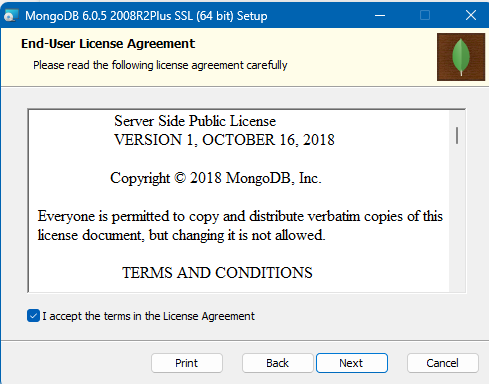 MongoDB 6.0.5 2008R2Plus SSL (64 bit) Setup
End-User License Agreement
Please read the following license agreement carefully
Server Side Public License
VERSION 1, OCTOBER 16, 2018
Copyright © 2018 MongoDB, Inc.
Everyone is permitted to copy and distribute verbatim copies of this
license document, but changing it is not allowed.
TERMS AND CONDITIONS
I accept the terms in the License Agreement
Print Back Next Cancel